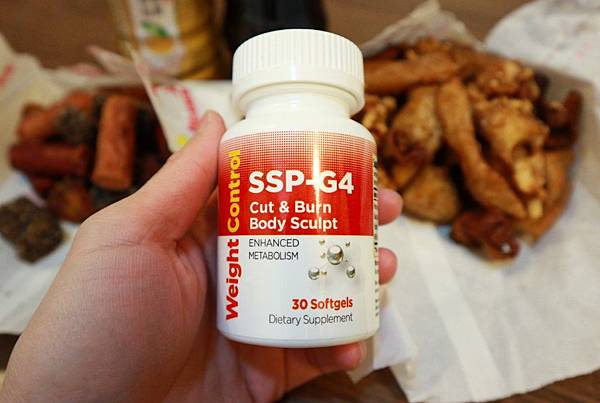 Weight Control
SSP-G4
Cut & Burn
Body Sculpt
ENHANCED
METABOLISM
30 Softgels
Dietary Supplement